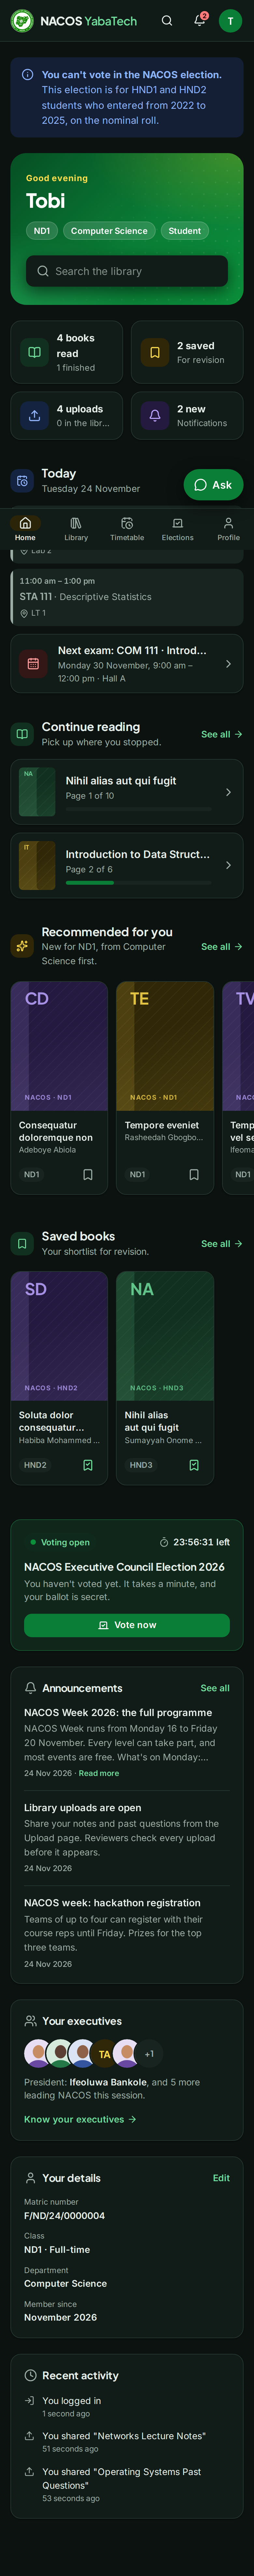 NACOS YabaTech
2
T
You can't vote in the NACOS election.
This election is for HND1 and HND2
students who entered from 2022 to
2025, on the nominal roll.
Good evening
Tobi
ND1
Computer Science
Student
Search the library
4 books
read
1 finished
2 saved
For revision
4 uploads
0 in the libr...
2 new
Notifications
Today
Tuesday 24 November
Ask
Home
Library
Timetable
Elections
Profile
Lab 2
11:00 am – 1:00 pm
STA 111 · Descriptive Statistics
LT 1
Next exam: COM 111 · Introd...
Monday 30 November, 9:00 am –
12:00 pm · Hall A
Continue reading
Pick up where you stopped.
See all
NA
Nihil alias aut qui fugit
Page 1 of 10
IT
Introduction to Data Struct...
Page 2 of 6
Recommended for you
New for ND1, from Computer
Science first.
See all
CD
NACOS · ND1
Consequatur
doloremque non
Adeboye Abiola
ND1
TE
NACOS · ND1
Tempore eveniet
Rasheedah Gbogbo...
ND1
TV
NACO
Tempo
vel se
Ifeoma
ND1
Saved books
Your shortlist for revision.
See all
SD
NACOS · HND2
Soluta dolor
consequatur...
Habiba Mohammed ...
HND2
NA
NACOS · HND3
Nihil alias
aut qui fugit
Sumayyah Onome ...
HND3
Voting open
23:56:31 left
NACOS Executive Council Election 2026
You haven't voted yet. It takes a minute, and
your ballot is secret.
Vote now
Announcements
See all
NACOS Week 2026: the full programme
NACOS Week runs from Monday 16 to Friday
20 November. Every level can take part, and
most events are free. What's on Monday:...
24 Nov 2026 · Read more
Library uploads are open
Share your notes and past questions from the
Upload page. Reviewers check every upload
before it appears.
24 Nov 2026
NACOS week: hackathon registration
Teams of up to four can register with their
course reps until Friday. Prizes for the top
three teams.
24 Nov 2026
Your executives
TA
+1
President: Ifeoluwa Bankole, and 5 more
leading NACOS this session.
Know your executives
Your details
Edit
Matric number
F/ND/24/0000004
Class
ND1 · Full-time
Department
Computer Science
Member since
November 2026
Recent activity
You logged in
1 second ago
You shared "Networks Lecture Notes"
51 seconds ago
You shared "Operating Systems Past
Questions"
53 seconds ago